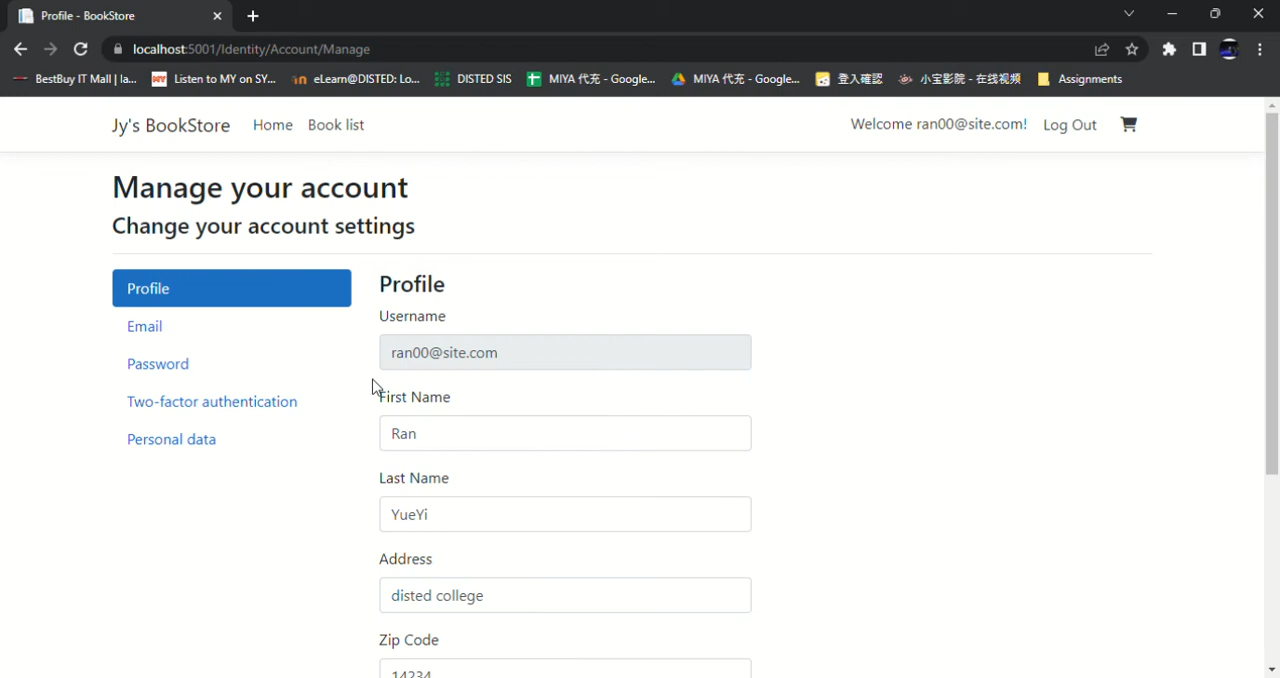 Profile - BookStore
localhost:5001/Identity/Account/Manage
BestBuy IT Mall | la... Listen to MY on SY... eLearn@DISTED: Lo... DISTED SIS MIYA 代充 - Google... MIYA 代充 - Google... 登入確認 小宝影院 - 在线视频 Assignments
Jy's BookStore Home Book list Welcome ran00@site.com! Log Out
Manage your account
Change your account settings
Profile
Email
Password
Two-factor authentication
Personal data
Profile
Username
ran00@site.com
First Name
Ran
Last Name
YueYi
Address
disted college
Zip Code
14234